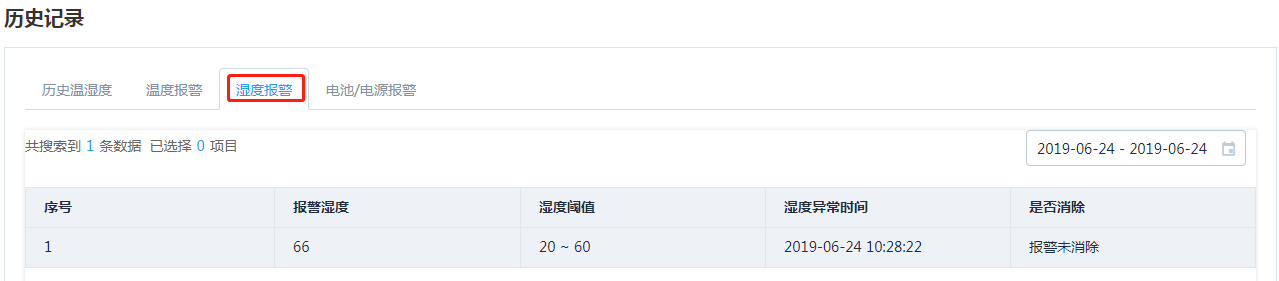 历史记录
历史温湿度 温度报警 湿度报警 电池/电源报警
共搜索到 1 条数据 已选择 0 项目 2019-06-24 - 2019-06-24
序号 报警湿度 湿度阈值 湿度异常时间 是否消除
1 66 20 ~ 60 2019-06-24 10:28:22 报警未消除